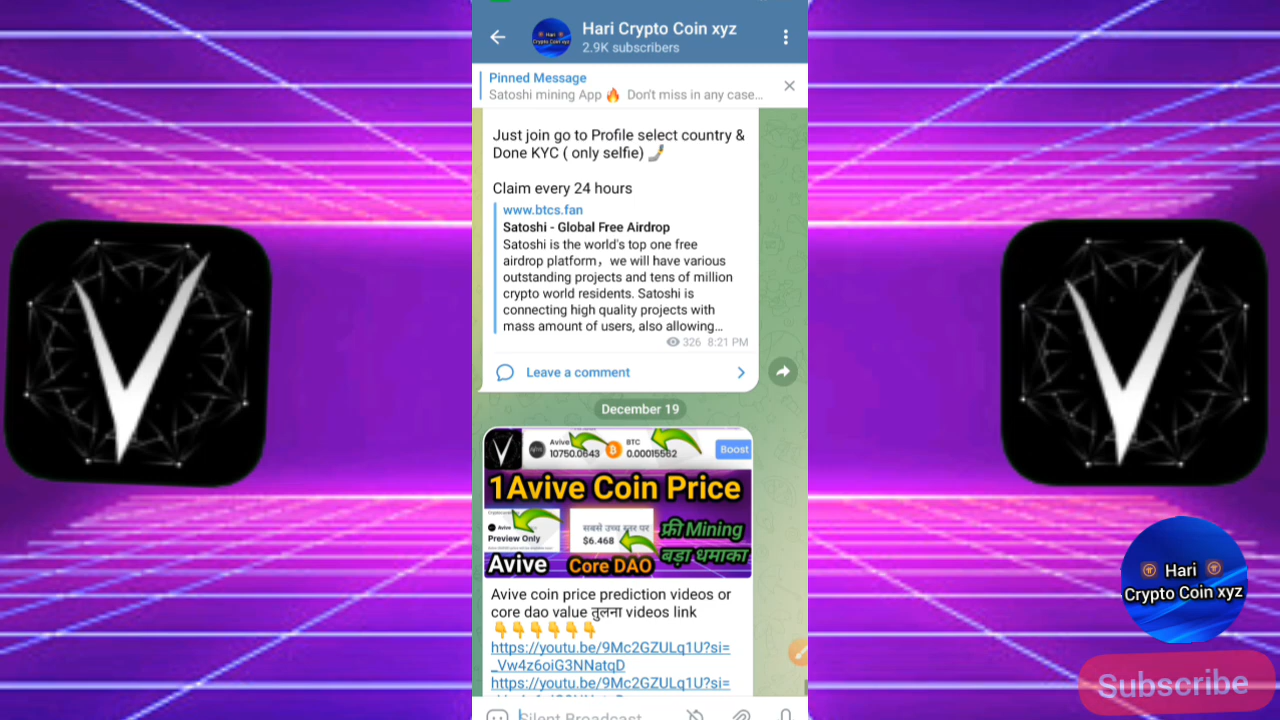 Hari Crypto Coin xyz
2.9K subscribers
Pinned Message
Satoshi mining App 🔥 Don't miss in any case...
Just join go to Profile select country &
Done KYC ( only selfie) 🤳
Claim every 24 hours
www.btcs.fan
Satoshi - Global Free Airdrop
Satoshi is the world's top one free
airdrop platform，we will have various
outstanding projects and tens of million
crypto world residents. Satoshi is
connecting high quality projects with
mass amount of users, also allowing...
326 8:21 PM
Leave a comment
December 19
Avive
10750.0643
BTC
0.00015562
Boost
1Avive Coin Price
Avive
Preview Only
सबसे उच्च स्तर पर
$6.468
फ्री Mining
बड़ा धमाका
Avive
Core DAO
Avive coin price prediction videos or
core dao value तुलना videos link
👇👇👇👇👇👇
https://youtu.be/9Mc2GZULq1U?si=
_Vw4z6oiG3NNatqD
https://youtu.be/9Mc2GZULq1U?si=
Silent Broadcast
Hari
Crypto Coin xyz
Subscribe